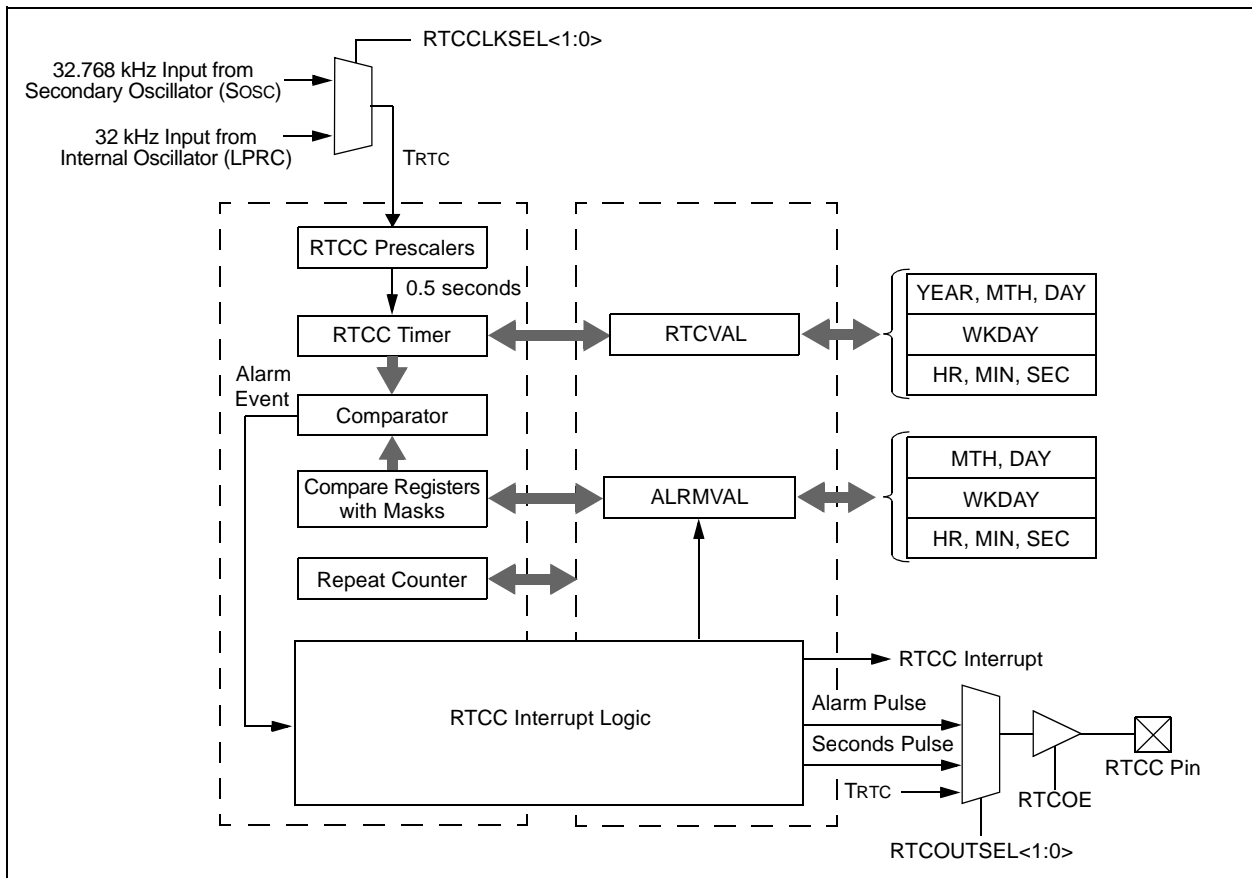 RTCCLKSEL<1:0>
32.768 kHz Input from
Secondary Oscillator (SOSC)
32 kHz Input from
Internal Oscillator (LPRC)
TRTC
RTCC Prescalers
0.5 seconds
RTCC Timer
RTCVAL
YEAR, MTH, DAY
WKDAY
HR, MIN, SEC
Alarm
Event
Comparator
Compare Registers
with Masks
ALRMVAL
MTH, DAY
WKDAY
HR, MIN, SEC
Repeat Counter
RTCC Interrupt Logic
RTCC Interrupt
Alarm Pulse
Seconds Pulse
TRTC
RTCC Pin
RTCOE
RTCOUTSEL<1:0>